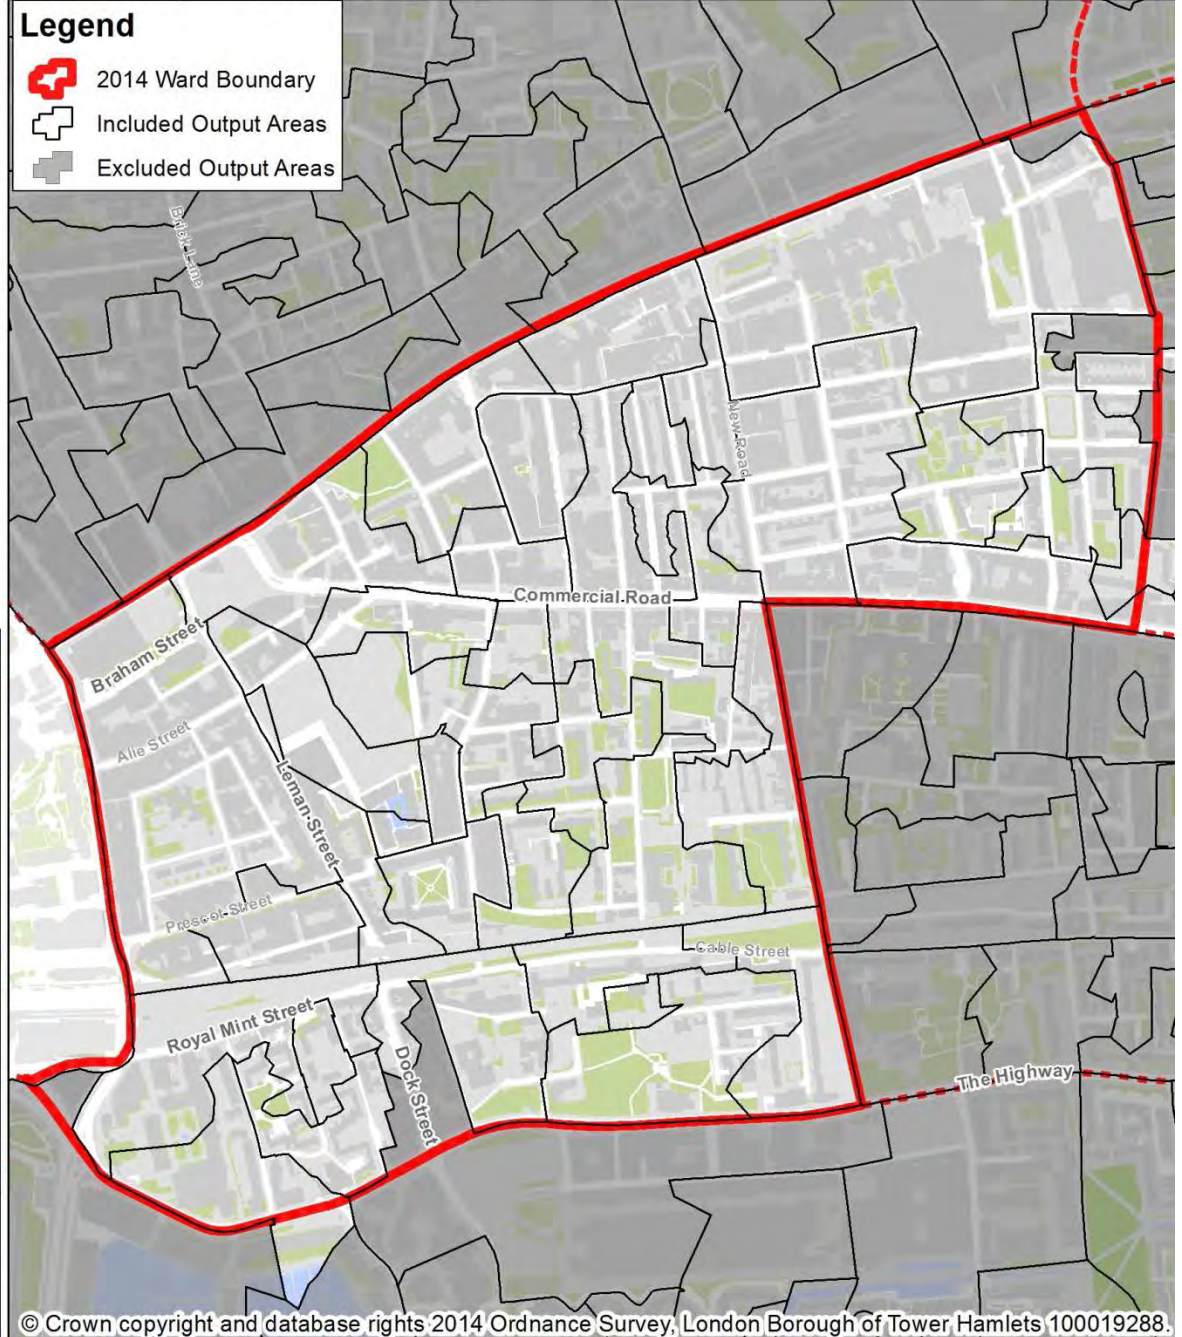 Legend
2014 Ward Boundary
Included Output Areas
Excluded Output Areas
Brick Lane
New Road
Commercial Road
Braham Street
Alie Street
Leman Street
Prescot Street
Cable Street
Royal Mint Street
Dock Street
The Highway
© Crown copyright and database rights 2014 Ordnance Survey, London Borough of Tower Hamlets 100019288.